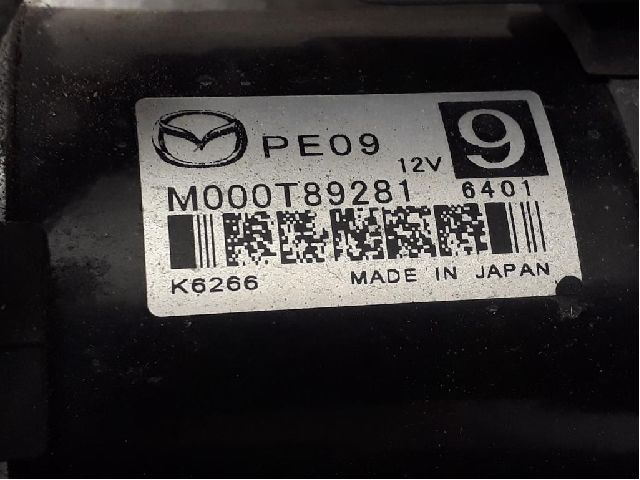 PE09 12V 9
M000T89281 6401
K6266 MADE IN JAPAN